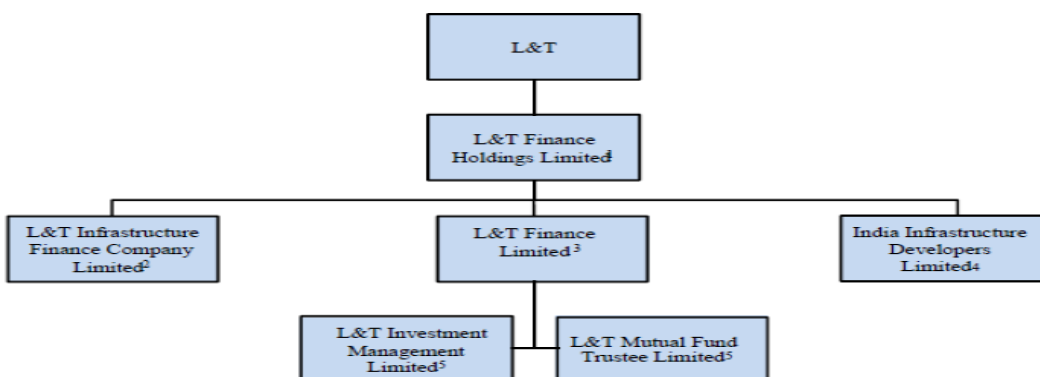 L&T
L&T Finance
Holdings Limited1
L&T Infrastructure
Finance Company
Limited2
L&T Finance
Limited 3
India Infrastructure
Developers
Limited4
L&T Investment
Management
Limited5
L&T Mutual Fund
Trustee Limited5